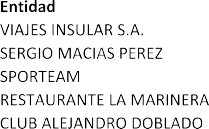 Entidad
VIAJES INSULAR S.A.
SERGIO MACIAS PEREZ
SPORTEAM
RESTAURANTE LA MARINERA
CLUB ALEJANDRO DOBLADO